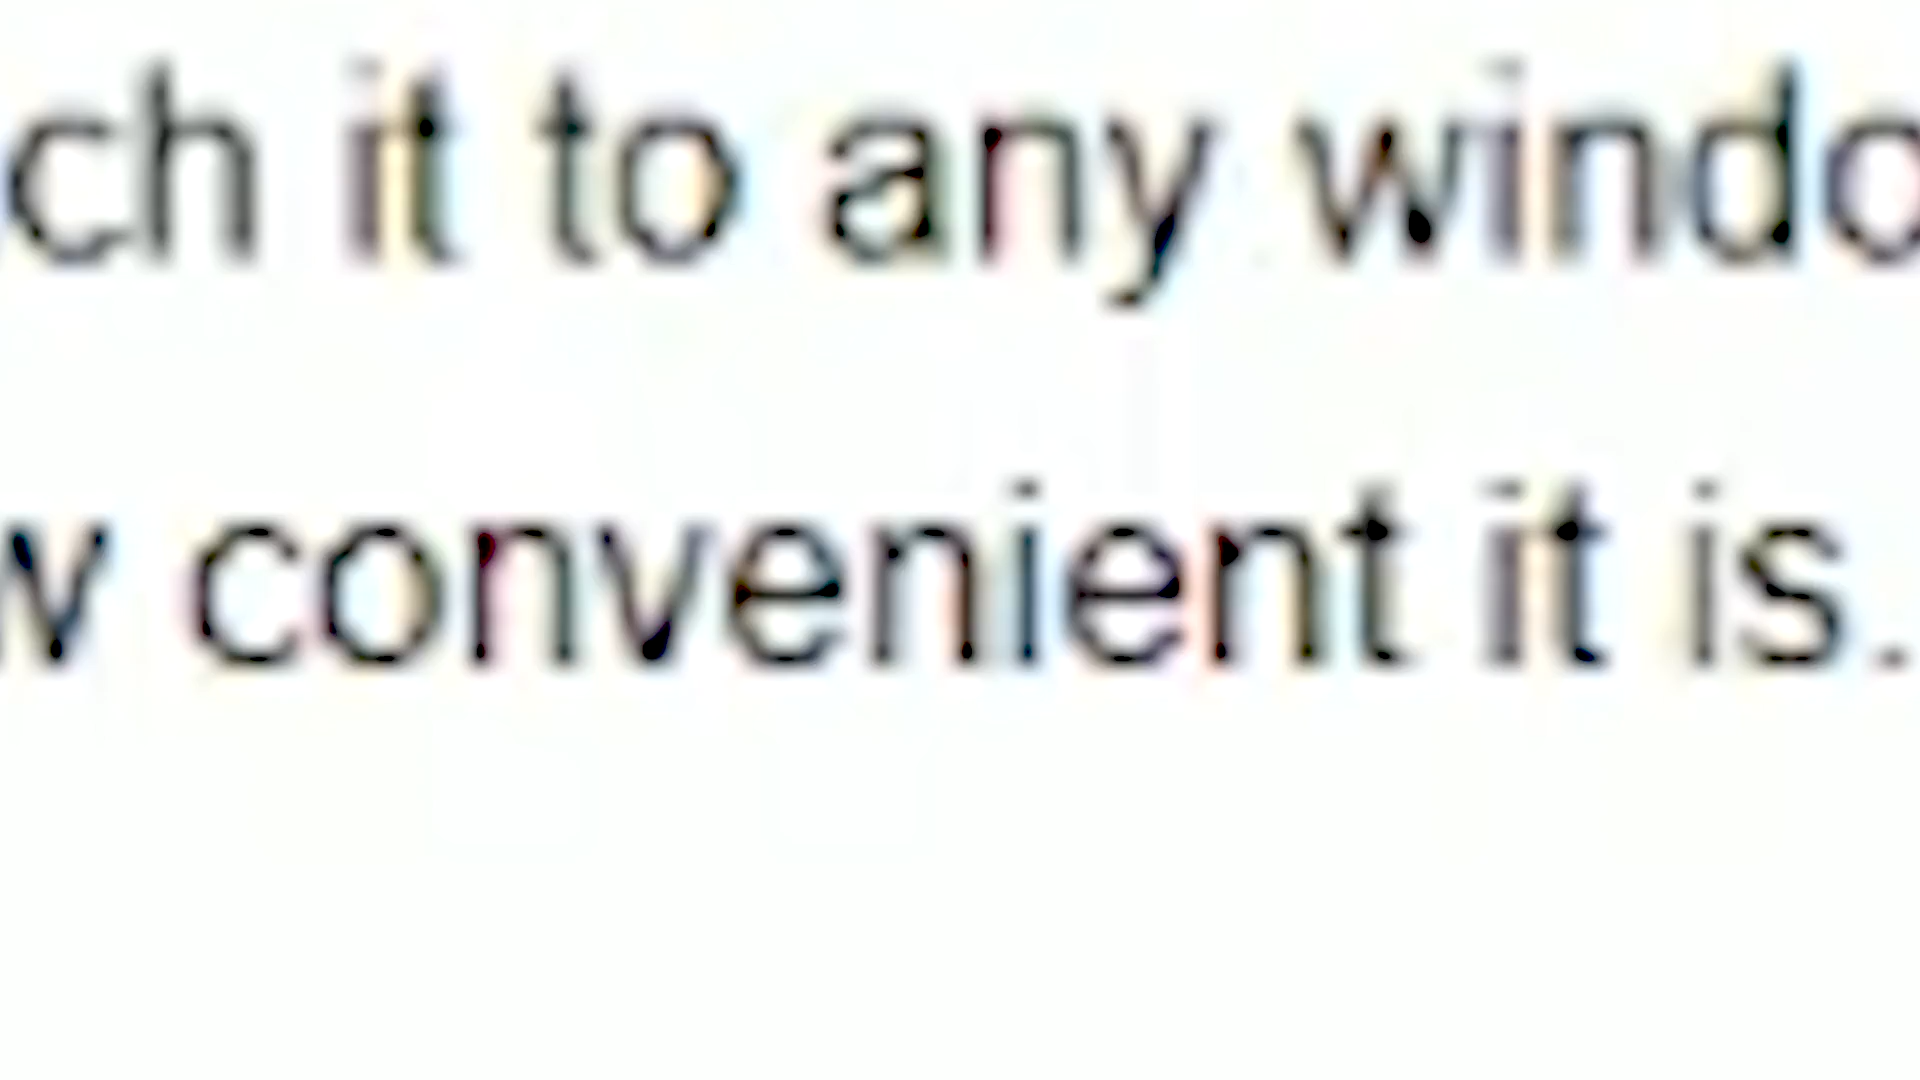 ch it to any windo
w convenient it is.